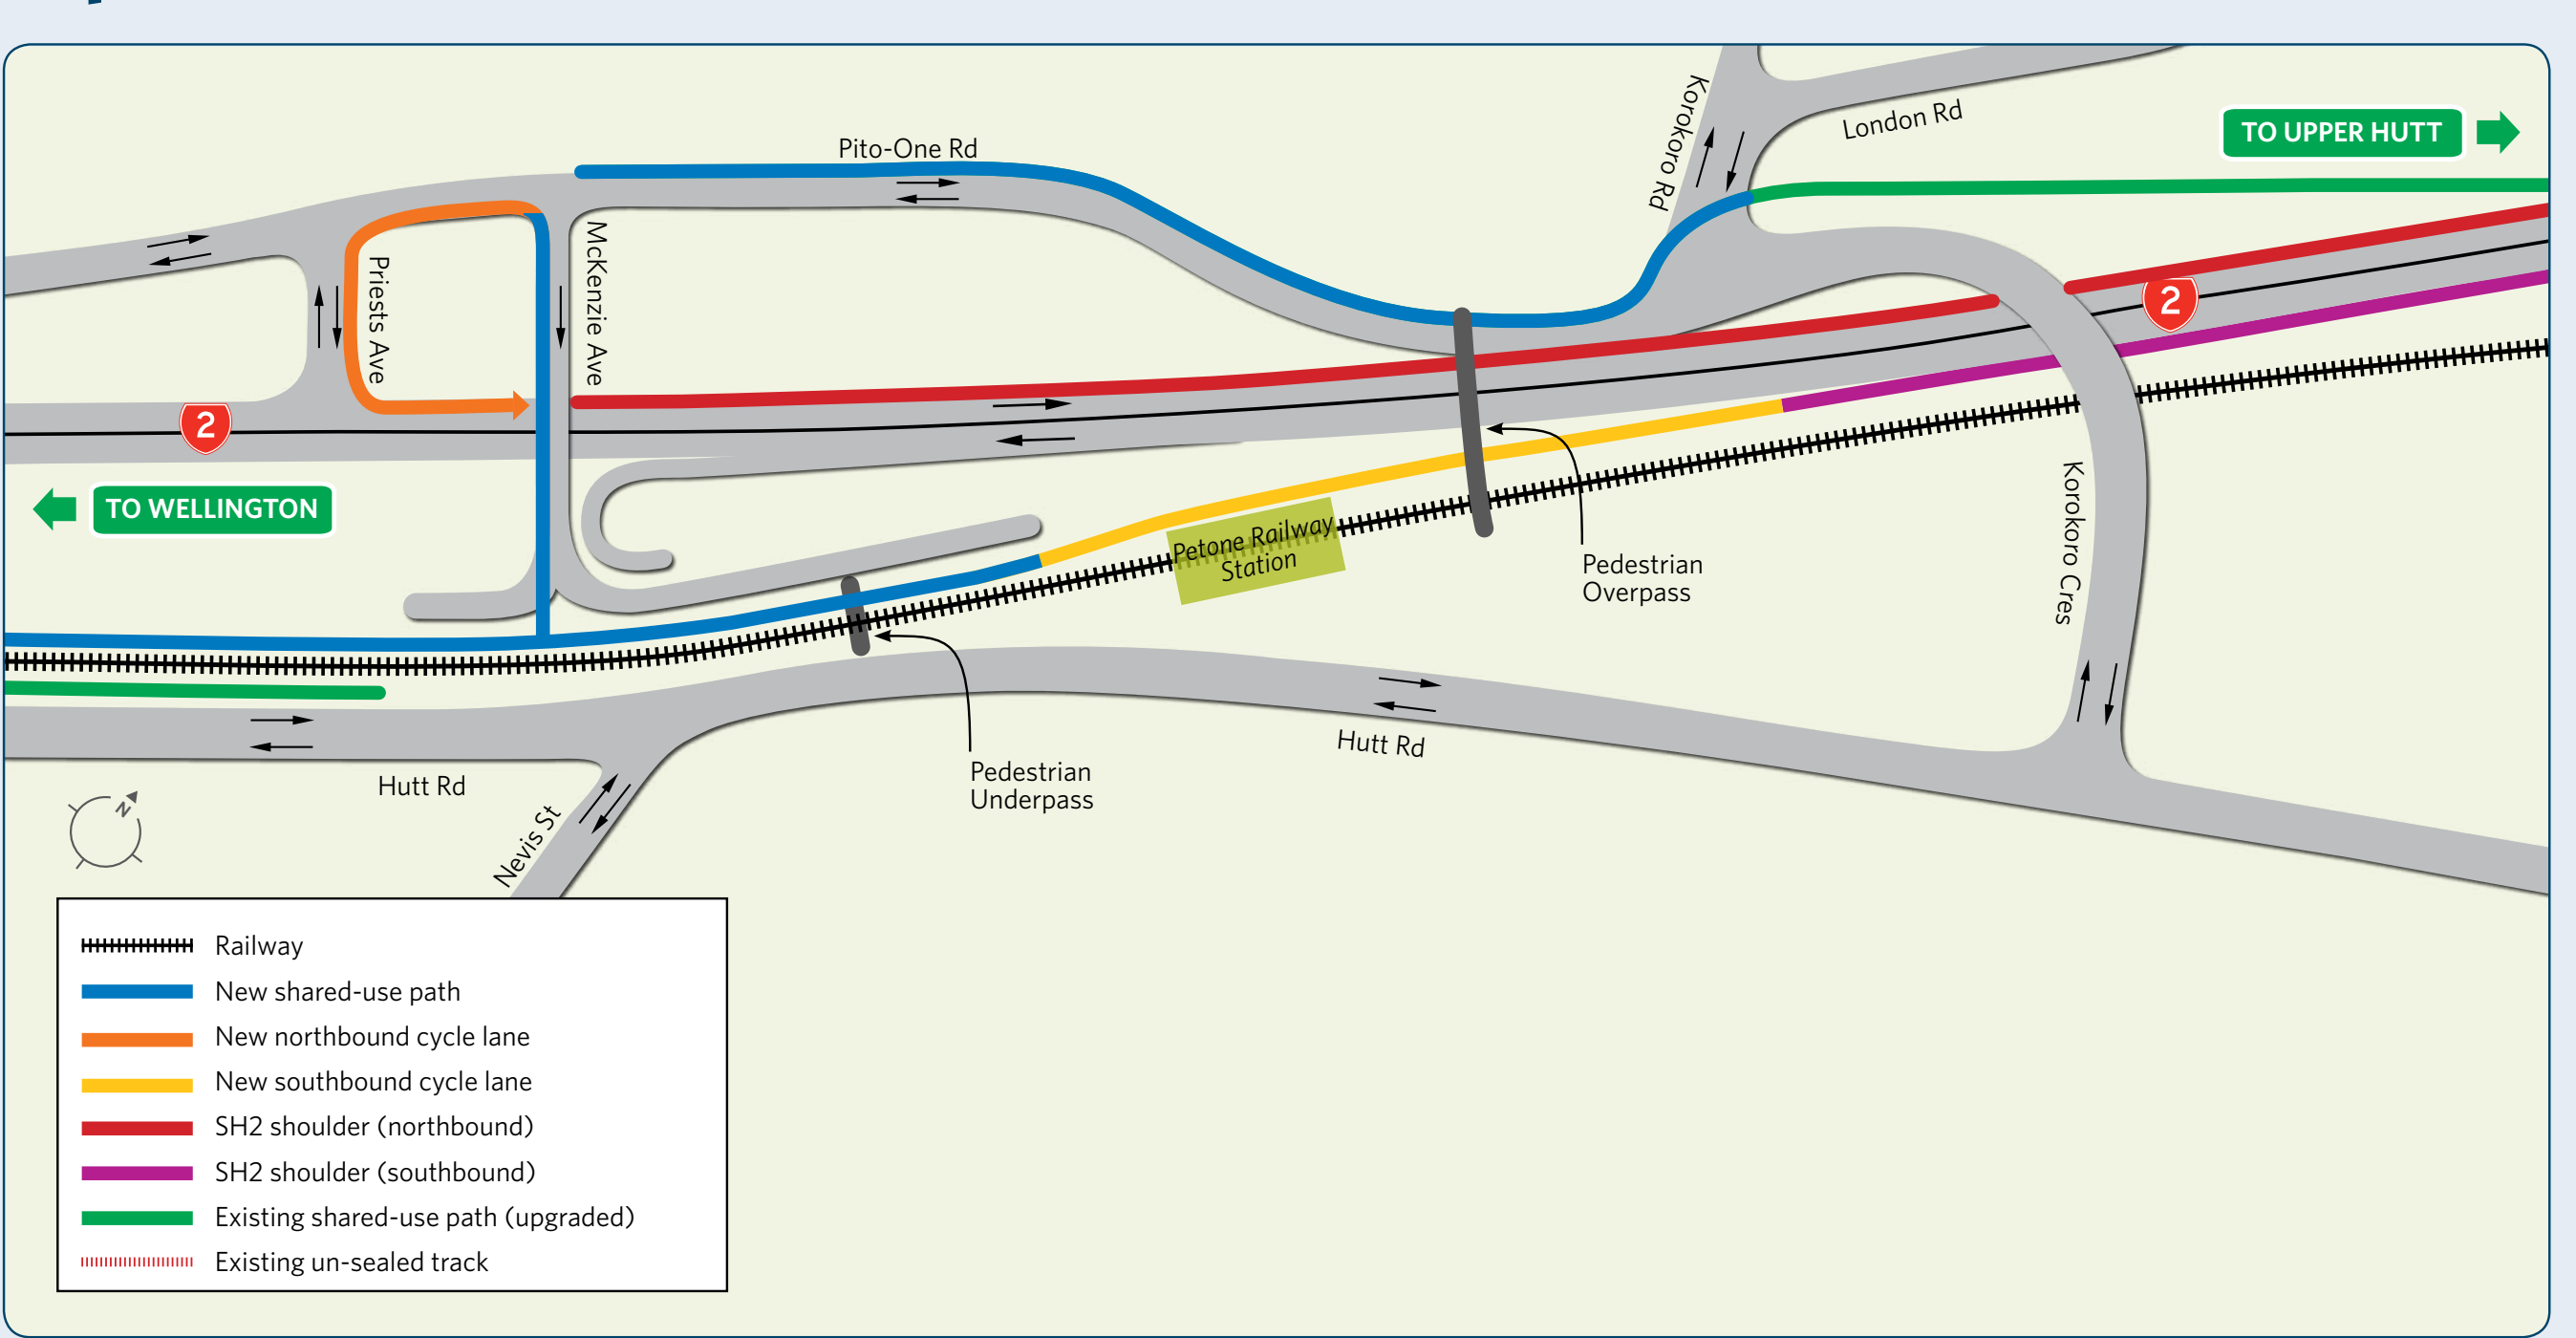 Pito-One Rd
Korokoro Rd
London Rd
TO UPPER HUTT
Priests Ave
McKenzie Ave
2
2
TO WELLINGTON
Petone Railway
Station
Pedestrian
Overpass
Korokoro Cres
Hutt Rd
Hutt Rd
Pedestrian
Underpass
Nevis St
N
Railway
New shared-use path
New northbound cycle lane
New southbound cycle lane
SH2 shoulder (northbound)
SH2 shoulder (southbound)
Existing shared-use path (upgraded)
Existing un-sealed track